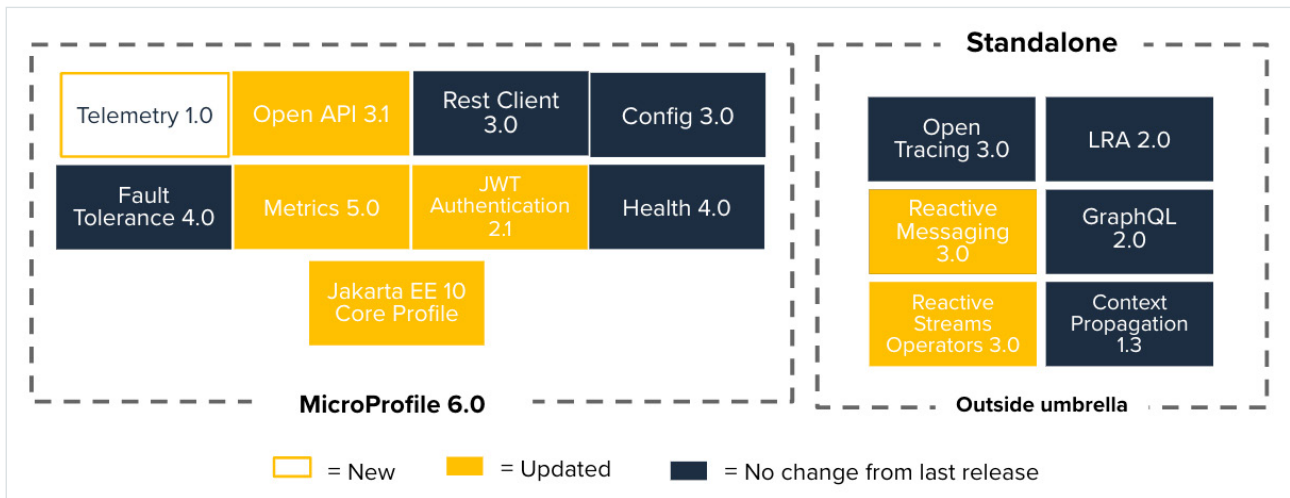 Standalone
Telemetry 1.0
Open API 3.1
Rest Client
3.0
Config 3.0
Fault
Tolerance 4.0
Metrics 5.0
JWT
Authentication
2.1
Health 4.0
Jakarta EE 10
Core Profile
MicroProfile 6.0
Open
Tracing 3.0
LRA 2.0
Reactive
Messaging
3.0
GraphQL
2.0
Reactive
Streams
Operators 3.0
Context
Propagation
1.3
Outside umbrella
= New
= Updated
= No change from last release